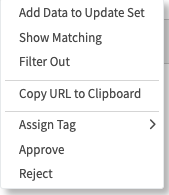 Add Data to Update Set
Show Matching
Filter Out
Copy URL to Clipboard
Assign Tag
Approve
Reject